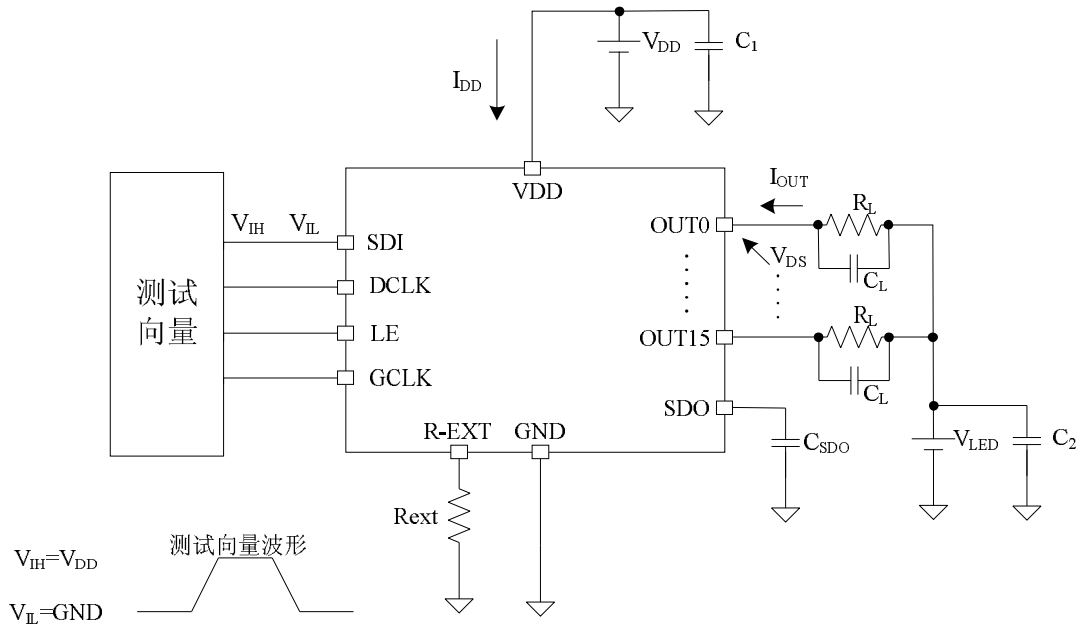 V_DD
C_1
I_DD
VDD
I_OUT
R_L
V_IH V_IL
SDI
OUT0
V_DS
C_L
测试
向量
DCLK
LE
R_L
OUT15
GCLK
C_L
SDO
R-EXT
GND
C_SDO
V_LED
C_2
Rext
测试向量波形
V_IH=V_DD
V_IL=GND